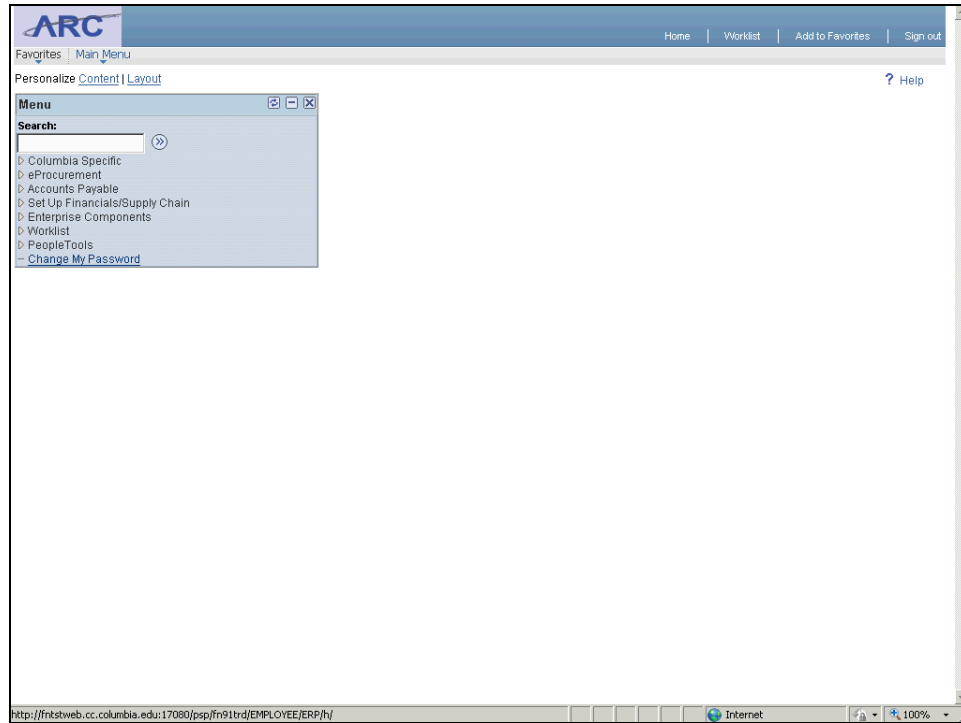 ARC
Home | Worklist | Add to Favorites | Sign out
Favorites Main Menu
Personalize Content | Layout
? Help
Menu
Search:
Columbia Specific
eProcurement
Accounts Payable
Set Up Financials/Supply Chain
Enterprise Components
Worklist
PeopleTools
Change My Password
http://fntstweb.cc.columbia.edu:17080/psp/fn91trd/EMPLOYEE/ERP/h/ Internet 100%